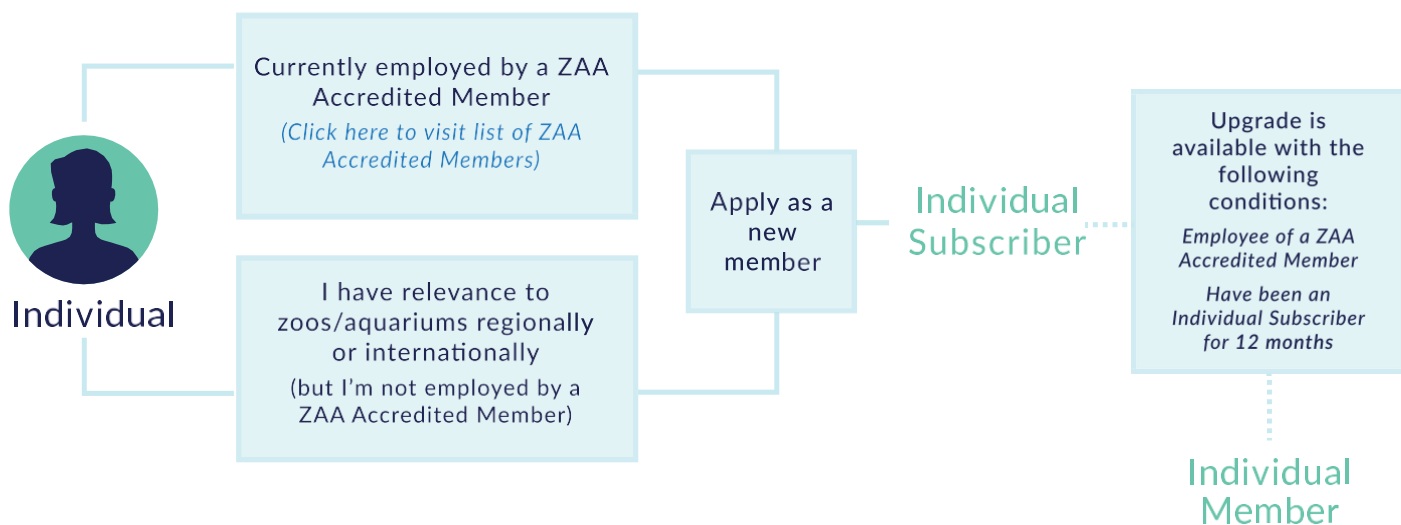 Individual
Currently employed by a ZAA
Accredited Member
(Click here to visit list of ZAA
Accredited Members)
I have relevance to
zoos/aquariums regionally
or internationally
(but I'm not employed by a
ZAA Accredited Member)
Apply as a
new
member
Individual
Subscriber
Upgrade is
available with the
following
conditions:
Employee of a ZAA
Accredited Member
Have been an
Individual Subscriber
for 12 months
Individual
Member